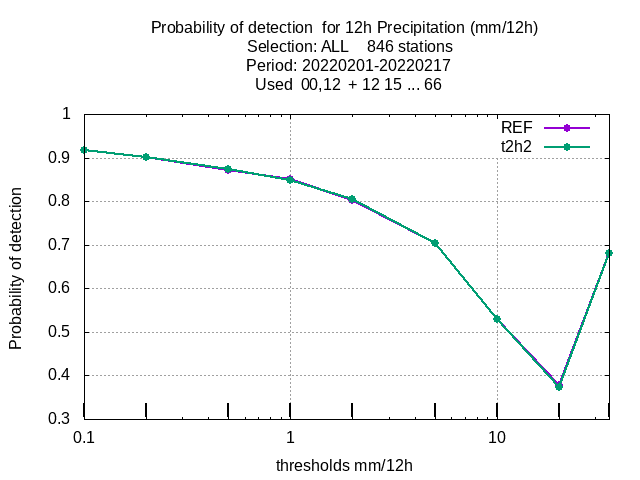 Probability of detection  for 12h Precipitation (mm/12h)
Selection: ALL    846 stations
Period: 20220201-20220217
Used  00,12  + 12 15 ... 66
REF
t2h2
1
0.9
0.8
0.7
0.6
0.5
0.4
0.3
Probability of detection
0.1 1 10
thresholds mm/12h